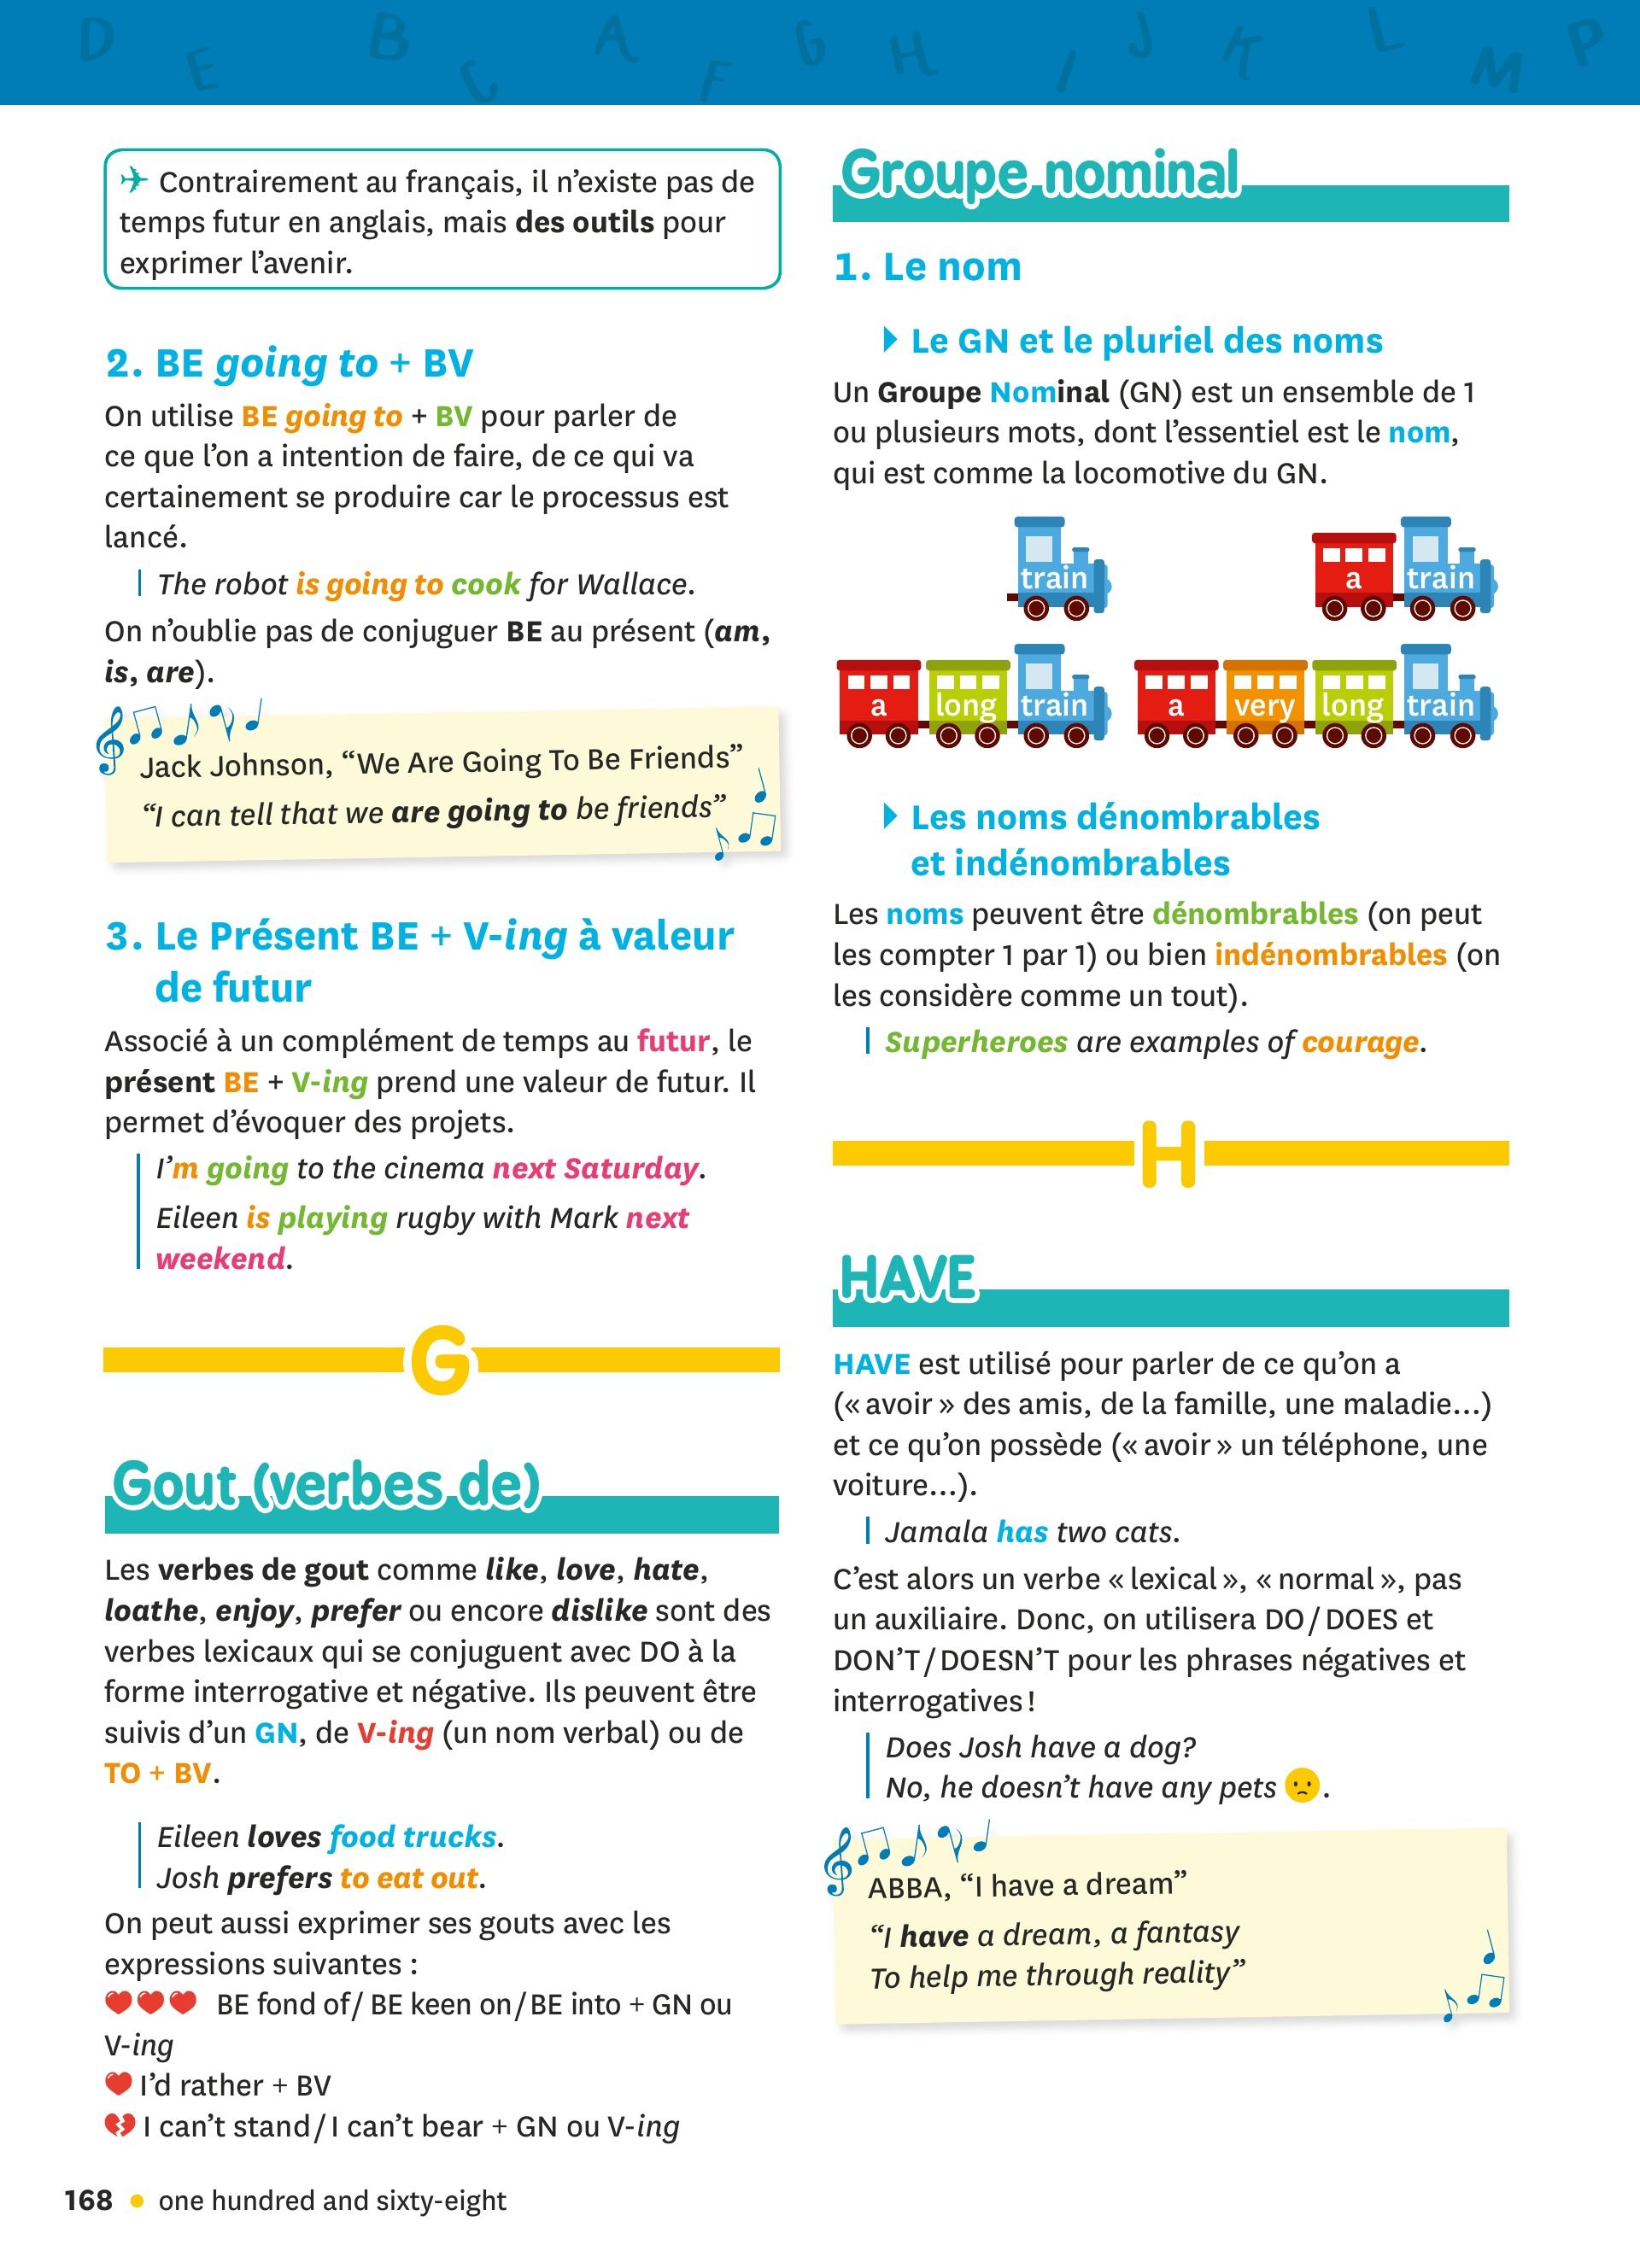 D E B C A F G H I J K L M P
✈ Contrairement au français, il n’existe pas de
temps futur en anglais, mais des outils pour
exprimer l’avenir.
2. BE going to + BV
On utilise BE going to + BV pour parler de
ce que l’on a intention de faire, de ce qui va
certainement se produire car le processus est
lancé.
The robot is going to cook for Wallace.
On n’oublie pas de conjuguer BE au présent (am,
is, are).
Jack Johnson, “We Are Going To Be Friends”
“I can tell that we are going to be friends”
3. Le Présent BE + V-ing à valeur
de futur
Associé à un complément de temps au futur, le
présent BE + V-ing prend une valeur de futur. Il
permet d’évoquer des projets.
I’m going to the cinema next Saturday.
Eileen is playing rugby with Mark next
weekend.
G
Gout (verbes de)
Les verbes de gout comme like, love, hate,
loathe, enjoy, prefer ou encore dislike sont des
verbes lexicaux qui se conjuguent avec DO à la
forme interrogative et négative. Ils peuvent être
suivis d’un GN, de V-ing (un nom verbal) ou de
TO + BV.
Eileen loves food trucks.
Josh prefers to eat out.
On peut aussi exprimer ses gouts avec les
expressions suivantes :
❤❤❤ BE fond of/ BE keen on/ BE into + GN ou
V-ing
❤ I’d rather + BV
💔 I can’t stand/ I can’t bear + GN ou V-ing
Groupe nominal
1. Le nom
Le GN et le pluriel des noms
Un Groupe Nominal (GN) est un ensemble de 1
ou plusieurs mots, dont l’essentiel est le nom,
qui est comme la locomotive du GN.
train
a train
a long train
a very long train
Les noms dénombrables
et indénombrables
Les noms peuvent être dénombrables (on peut
les compter 1 par 1) ou bien indénombrables (on
les considère comme un tout).
Superheroes are examples of courage.
H
HAVE
HAVE est utilisé pour parler de ce qu’on a
(« avoir » des amis, de la famille, une maladie…)
et ce qu’on possède (« avoir » un téléphone, une
voiture…).
Jamala has two cats.
C’est alors un verbe « lexical », « normal », pas
un auxiliaire. Donc, on utilisera DO / DOES et
DON’T / DOESN’T pour les phrases négatives et
interrogatives !
Does Josh have a dog?
No, he doesn’t have any pets 🙁.
ABBA, “I have a dream”
“I have a dream, a fantasy
To help me through reality”
168 • one hundred and sixty-eight